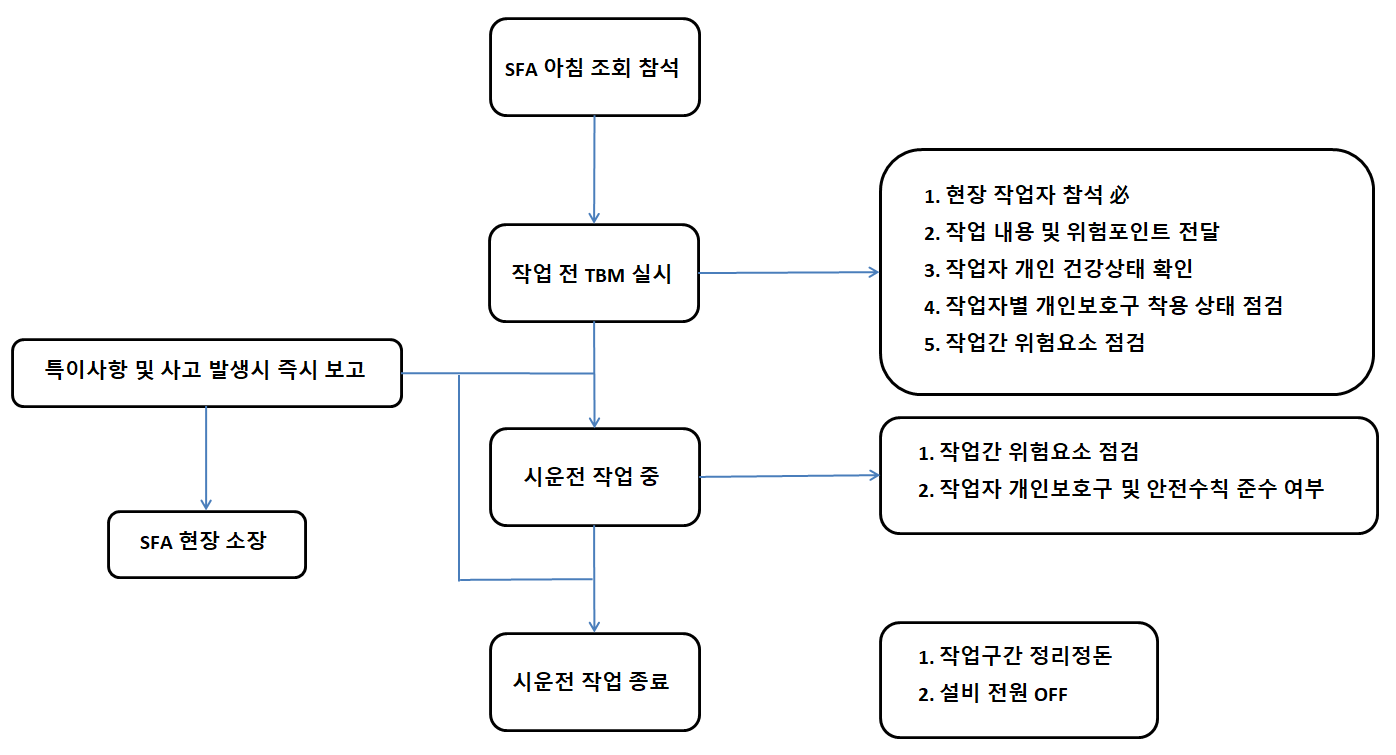 SFA 아침 조회 참석
작업 전 TBM 실시
1. 현장 작업자 참석 必
2. 작업 내용 및 위험포인트 전달
3. 작업자 개인 건강상태 확인
4. 작업자별 개인보호구 착용 상태 점검
5. 작업간 위험요소 점검
특이사항 및 사고 발생시 즉시 보고
SFA 현장 소장
시운전 작업 중
1. 작업간 위험요소 점검
2. 작업자 개인보호구 및 안전수칙 준수 여부
시운전 작업 종료
1. 작업구간 정리정돈
2. 설비 전원 OFF